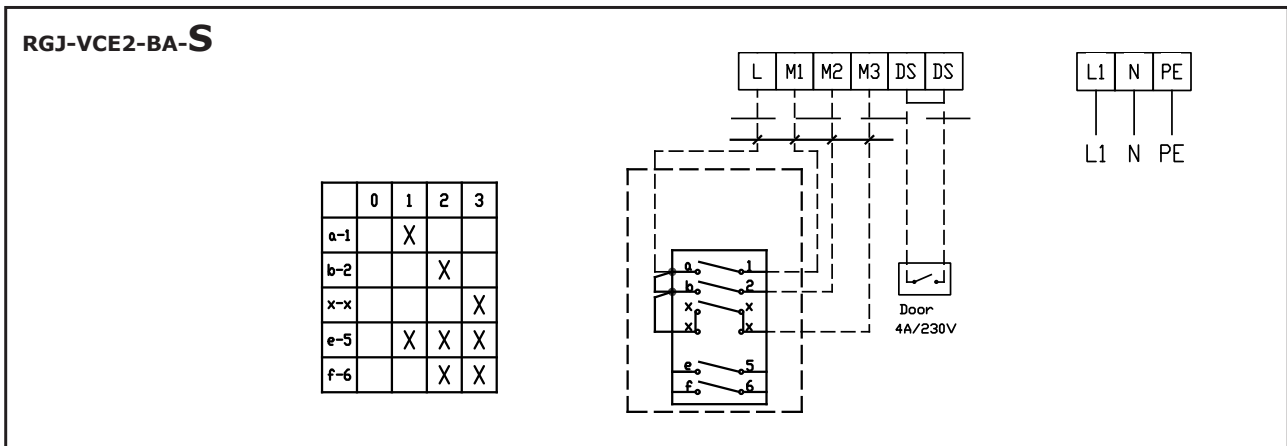 RGJ-VCE2-BA-S
L M1 M2 M3 DS DS
L1 N PE
L1 N PE
0 1 2 3
a-1 X
b-2 X
x-x X
e-5 X X X
f-6 X X
a 1
b 2
x x
x x
e 5
f 6
Door
4A/230V